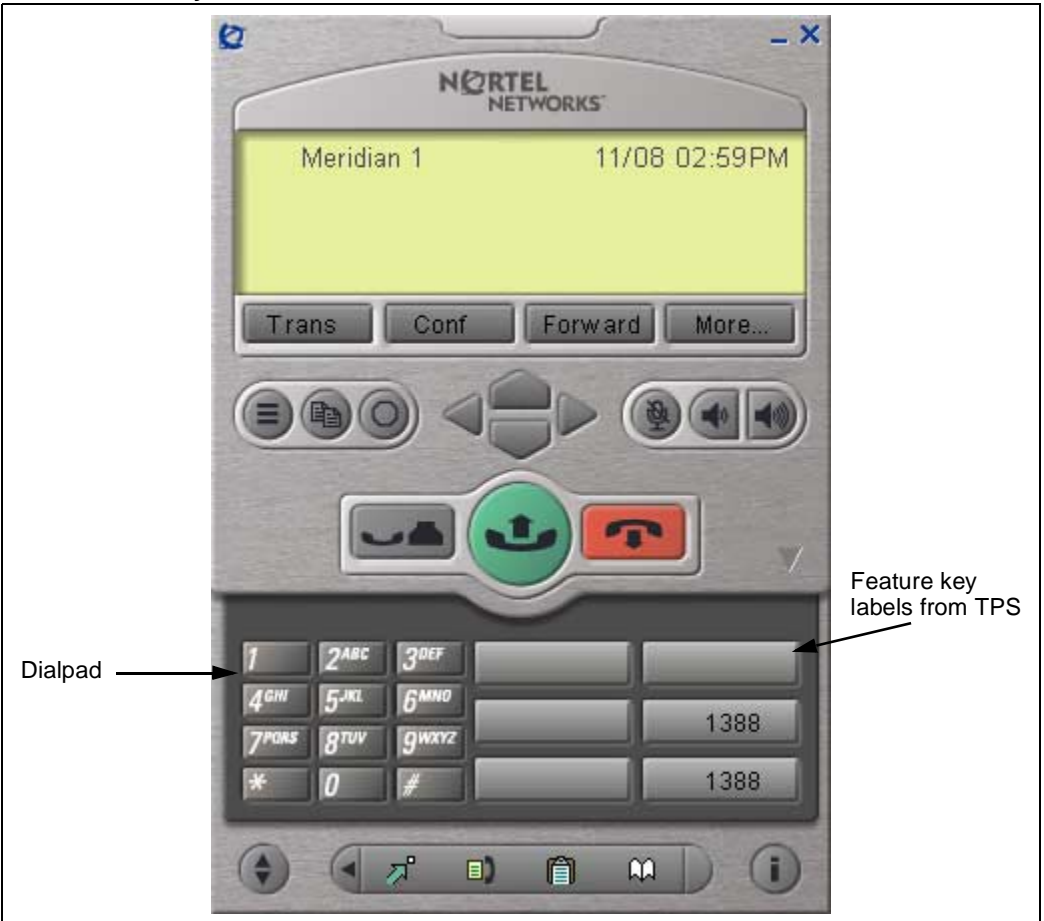 NORTEL
NETWORKS
Meridian 1 11/08 02:59PM
Trans Conf Forward More...
Feature key
labels from TPS
Dialpad
1 2ABC 3DEF
4GHI 5JKL 6MNO
1388
7PQRS 8TUV 9WXYZ
* 0 # 1388
i